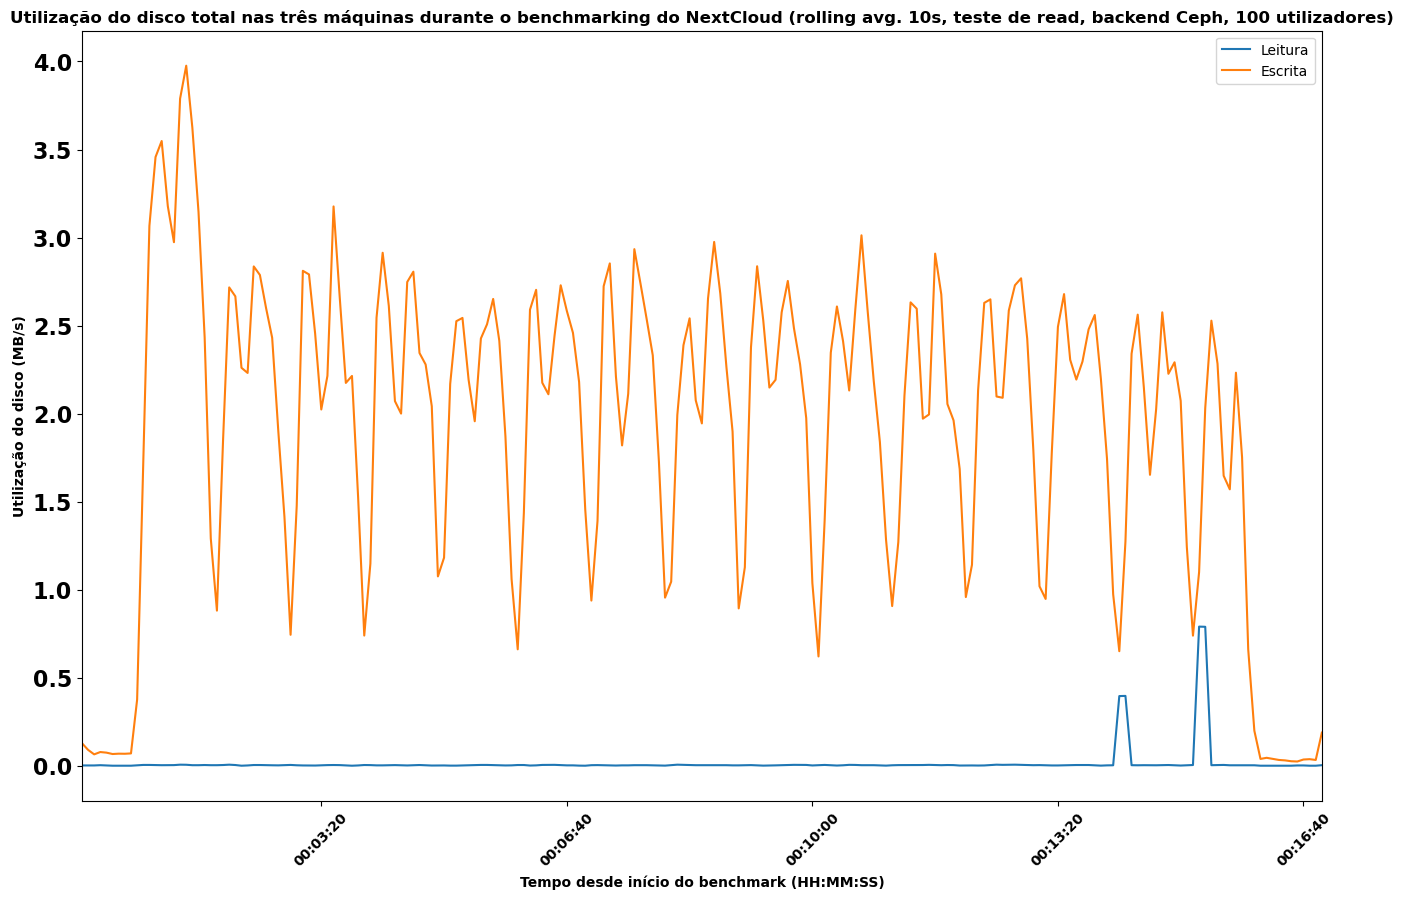 Utilização do disco total nas três máquinas durante o benchmarking do NextCloud (rolling avg. 10s, teste de read, backend Ceph, 100 utilizadores)
Leitura
Escrita
Utilização do disco (MB/s)
4.0
3.5
3.0
2.5
2.0
1.5
1.0
0.5
0.0
00:03:20
00:06:40
00:10:00
00:13:20
00:16:40
Tempo desde início do benchmark (HH:MM:SS)